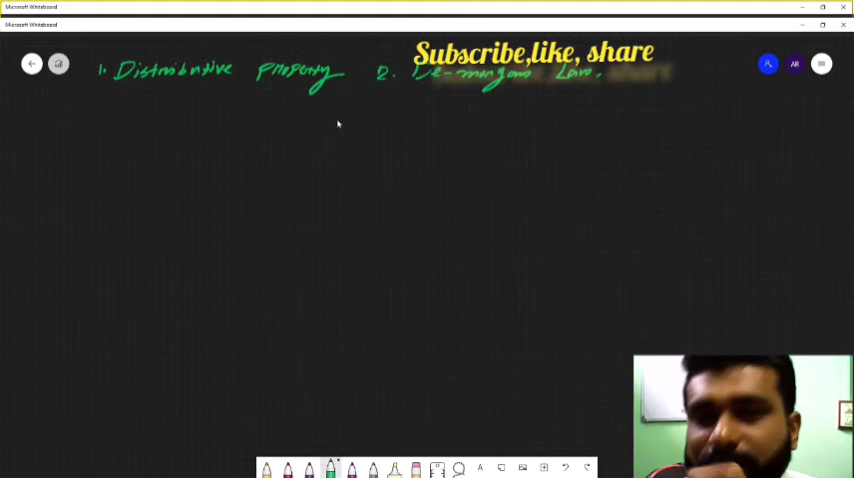 Microsoft Whiteboard
Microsoft Whiteboard
Subscribe,like, share
1. Distributive property 2. De-morgans Law.
AR
A